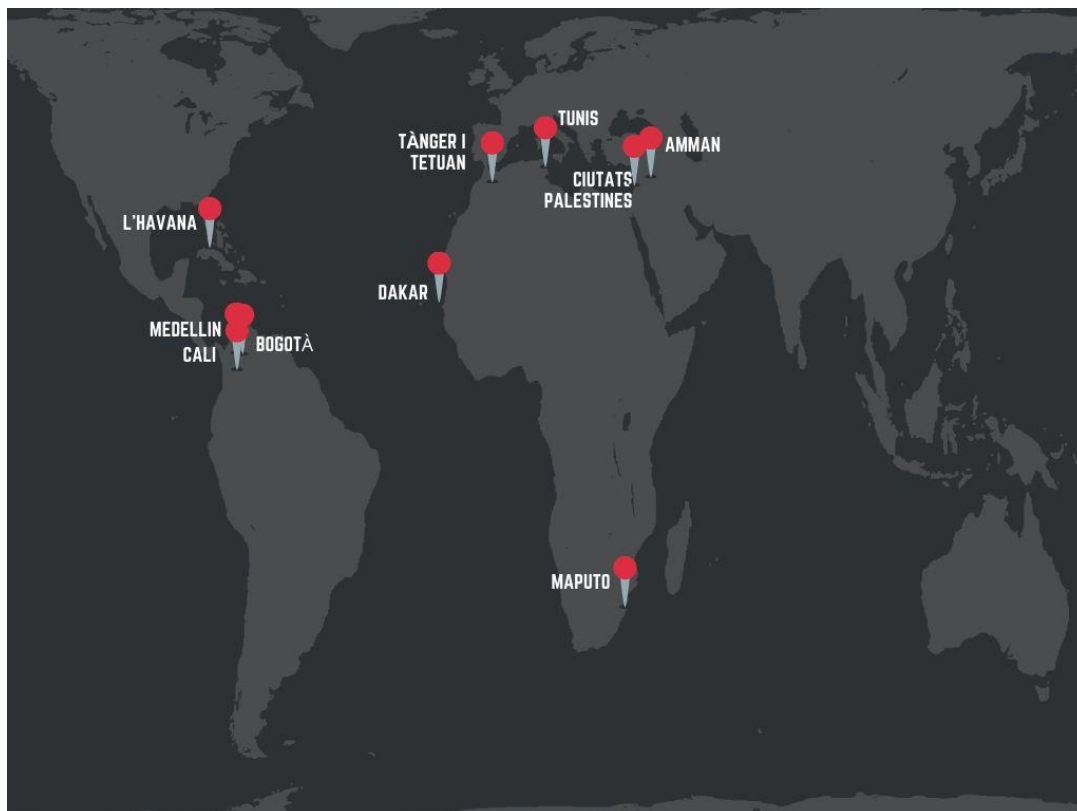 TUNIS
TÀNGER I
TETUAN
AMMAN
CIUTATS
PALESTINES
L'HAVANA
DAKAR
MEDELLIN
CALI
BOGOTÀ
MAPUTO